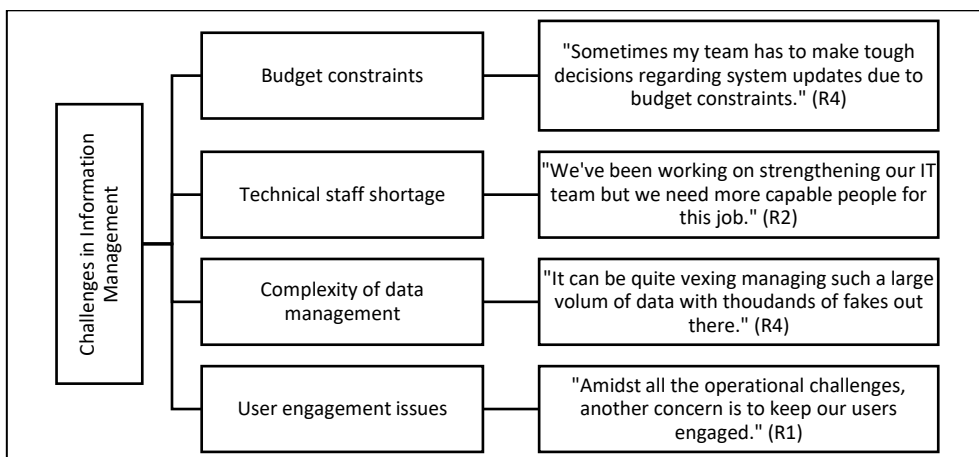 Challenges in Information
Management
Budget constraints
"Sometimes my team has to make tough
decisions regarding system updates due to
budget constraints." (R4)
Technical staff shortage
"We've been working on strengthening our IT
team but we need more capable people for
this job." (R2)
Complexity of data
management
"It can be quite vexing managing such a large
volum of data with thoudands of fakes out
there." (R4)
User engagement issues
"Amidst all the operational challenges,
another concern is to keep our users
engaged." (R1)